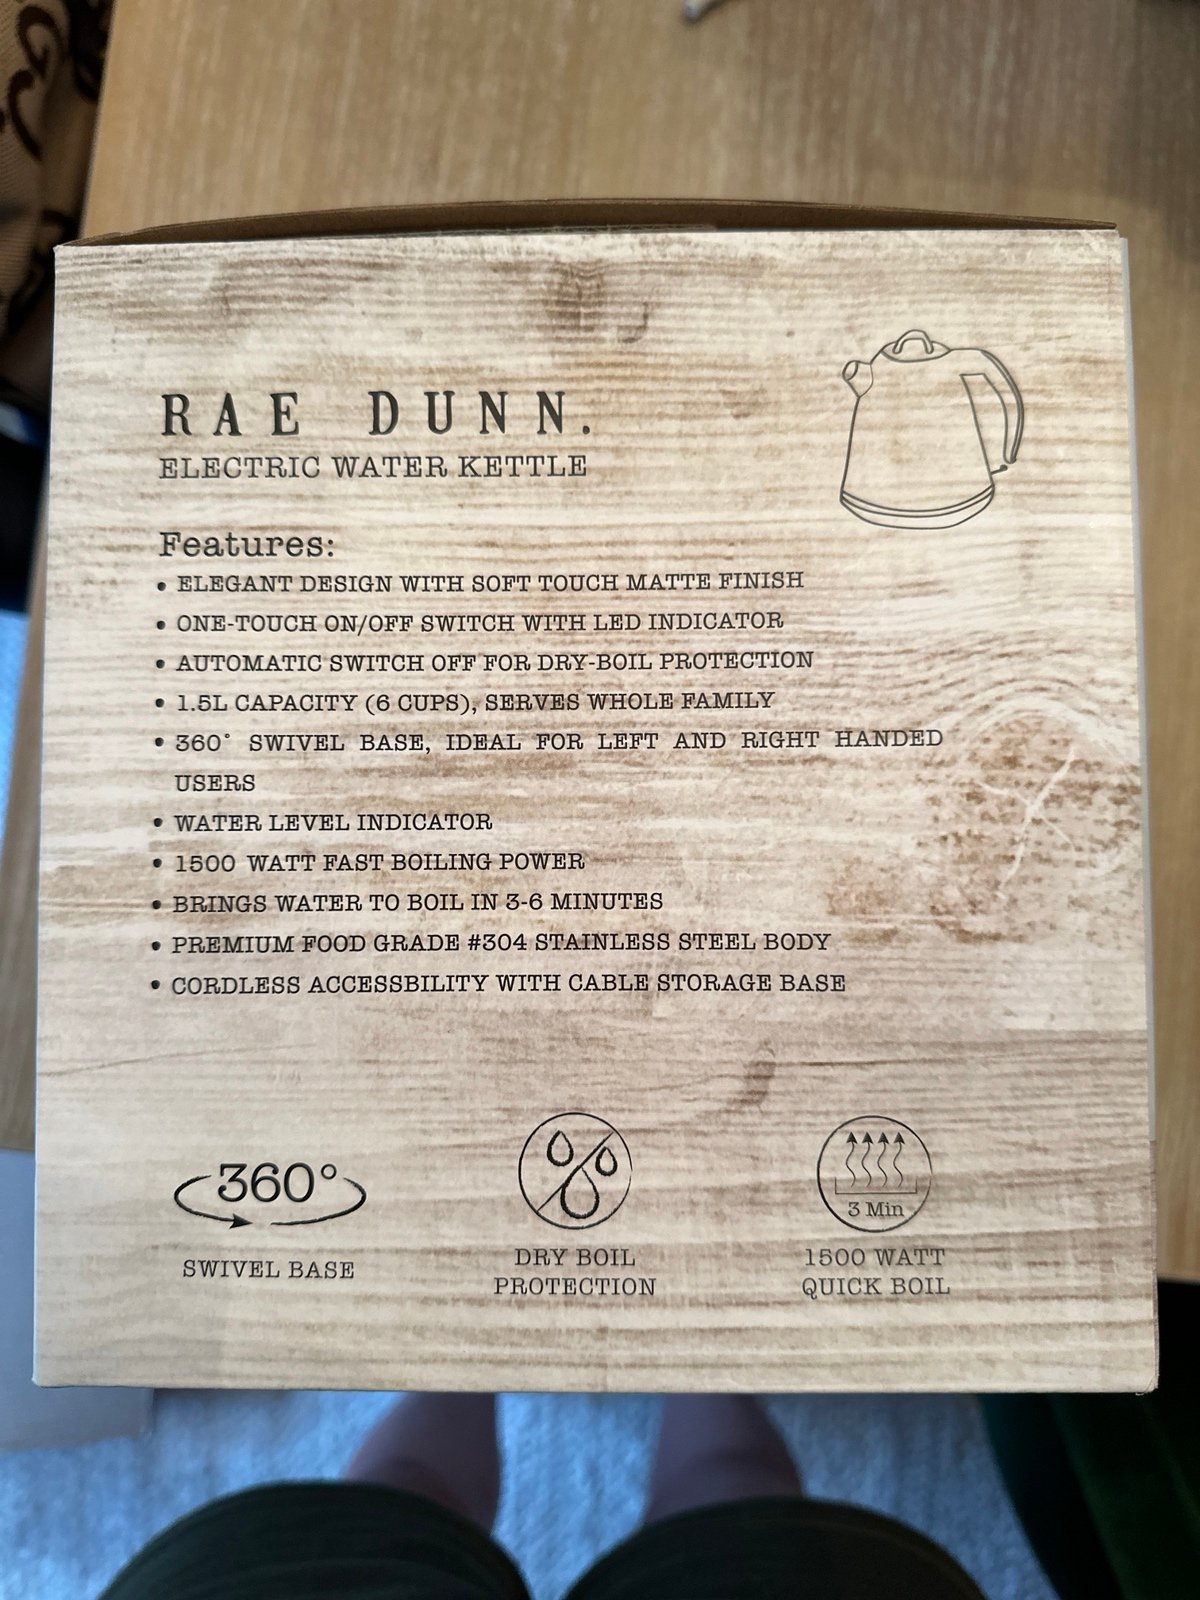 RAE DUNN.
ELECTRIC WATER KETTLE
Features:
• ELEGANT DESIGN WITH SOFT TOUCH MATTE FINISH
• ONE-TOUCH ON/OFF SWITCH WITH LED INDICATOR
• AUTOMATIC SWITCH OFF FOR DRY-BOIL PROTECTION
• 1.5L CAPACITY (6 CUPS), SERVES WHOLE FAMILY
• 360° SWIVEL BASE, IDEAL FOR LEFT AND RIGHT HANDED
USERS
• WATER LEVEL INDICATOR
• 1500 WATT FAST BOILING POWER
• BRINGS WATER TO BOIL IN 3-6 MINUTES
• PREMIUM FOOD GRADE #304 STAINLESS STEEL BODY
• CORDLESS ACCESSBILITY WITH CABLE STORAGE BASE
360°
SWIVEL BASE
DRY BOIL
PROTECTION
3 Min
1500 WATT
QUICK BOIL